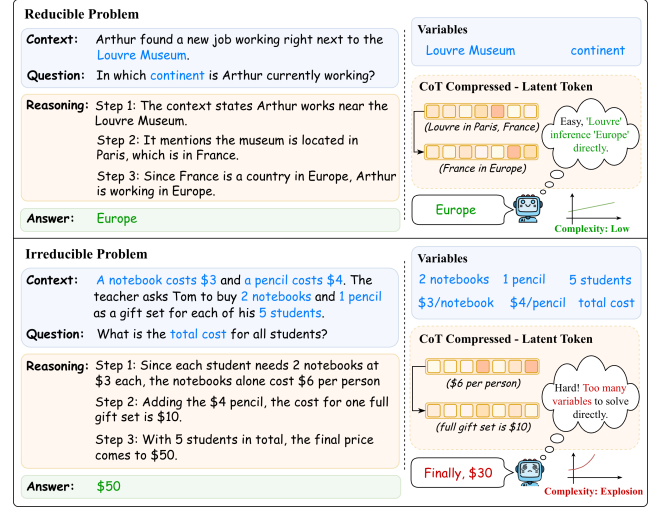 Reducible Problem
Context: Arthur found a new job working right next to the
Louvre Museum.
Question: In which continent is Arthur currently working?
Reasoning: Step 1: The context states Arthur works near the
Louvre Museum.
Step 2: It mentions the museum is located in
Paris, which is in France.
Step 3: Since France is a country in Europe, Arthur
is working in Europe.
Answer: Europe
Variables
Louvre Museum continent
CoT Compressed - Latent Token
(Louvre in Paris, France)
(France in Europe)
Easy, 'Louvre'
inference 'Europe'
directly.
Europe
Complexity: Low
Irreducible Problem
Context: A notebook costs $3 and a pencil costs $4. The
teacher asks Tom to buy 2 notebooks and 1 pencil
as a gift set for each of his 5 students.
Question: What is the total cost for all students?
Reasoning: Step 1: Since each student needs 2 notebooks at
$3 each, the notebooks alone cost $6 per person
Step 2: Adding the $4 pencil, the cost for one full
gift set is $10.
Step 3: With 5 students in total, the final price
comes to $50.
Answer: $50
Variables
2 notebooks 1 pencil 5 students
$3/notebook $4/pencil total cost
CoT Compressed - Latent Token
($6 per person)
(full gift set is $10)
Hard! Too many
variables to solve
directly.
Finally, $30
Complexity: Explosion